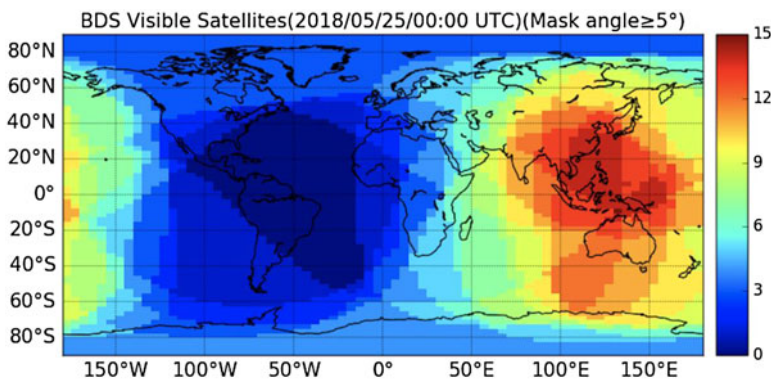 BDS Visible Satellites(2018/05/25/00:00 UTC)(Mask angle≥5°)
15
80°N
60°N
12
40°N
20°N
9
0°
6
20°S
40°S
3
60°S
80°S
0
150°W 100°W 50°W 0° 50°E 100°E 150°E